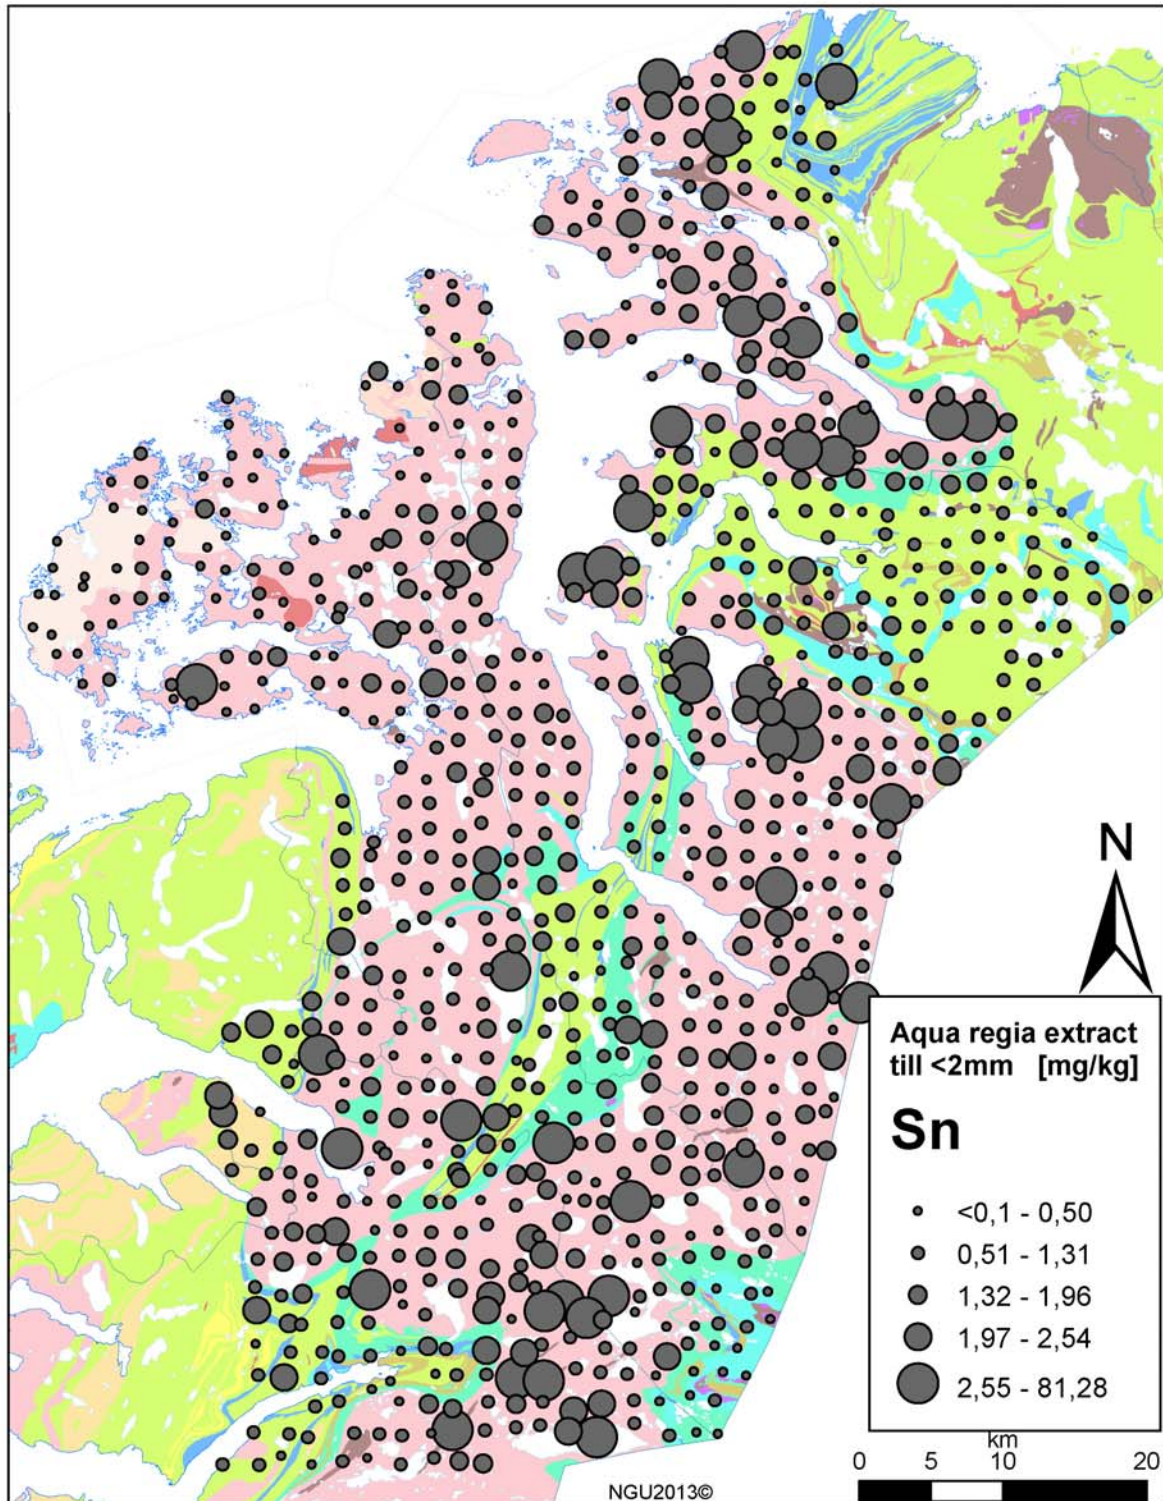 N
Aqua regia extract
till <2mm [mg/kg]
Sn
<0,1 - 0,50
0,51 - 1,31
1,32 - 1,96
1,97 - 2,54
2,55 - 81,28
km
0 5 10 20
NGU2013©